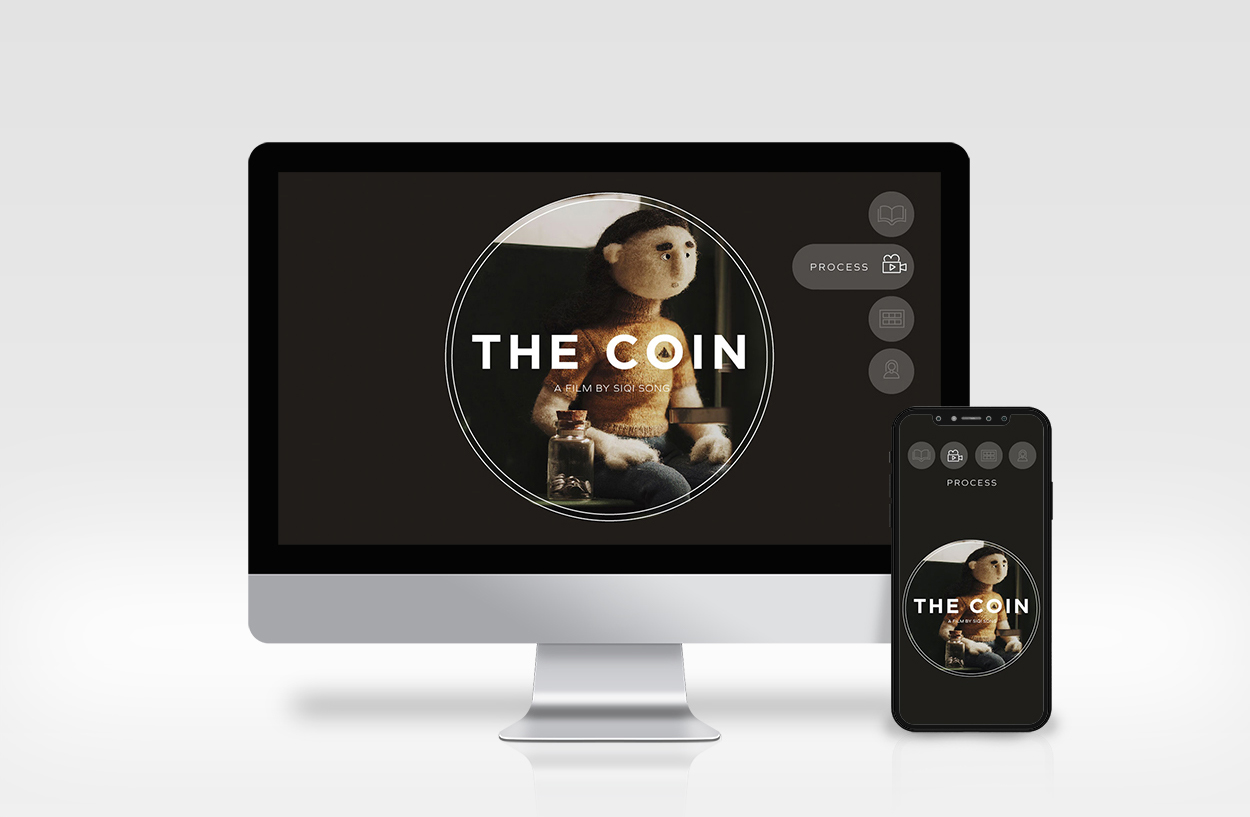 THE COIN
A FILM BY SIQI SONG
PROCESS
PROCESS
THE COIN
A FILM BY SIQI SONG